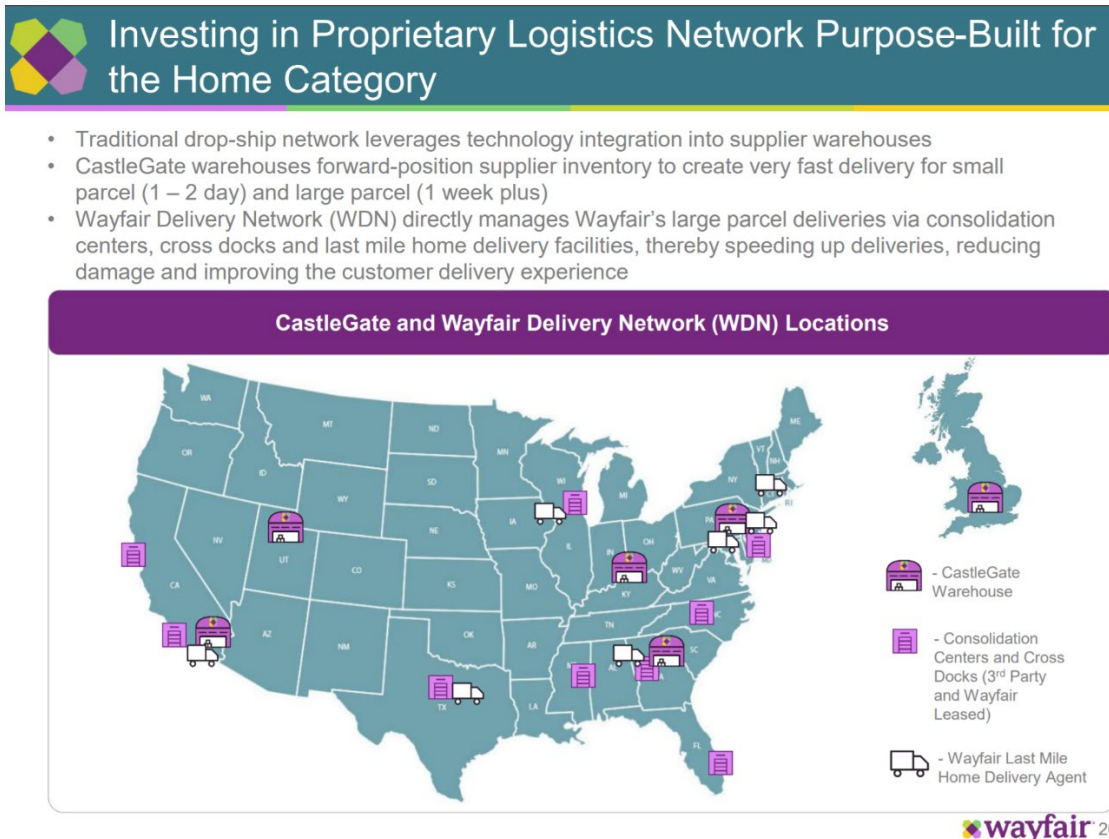 Investing in Proprietary Logistics Network Purpose-Built for
the Home Category
• Traditional drop-ship network leverages technology integration into supplier warehouses
• CastleGate warehouses forward-position supplier inventory to create very fast delivery for small
parcel (1 – 2 day) and large parcel (1 week plus)
• Wayfair Delivery Network (WDN) directly manages Wayfair's large parcel deliveries via consolidation
centers, cross docks and last mile home delivery facilities, thereby speeding up deliveries, reducing
damage and improving the customer delivery experience
CastleGate and Wayfair Delivery Network (WDN) Locations
WA
MT
ND
MN
ME
VT
NH
OR
ID
SD
WI
NY
WY
MI
RI
IA
NE
PA
NV
UT
IL
IN
OH
CO
WV
CA
KS
MO
KY
VA
TN
NC
AZ
NM
OK
AR
SC
AL
TX
LA
FL
- CastleGate
Warehouse
- Consolidation
Centers and Cross
Docks (3rd Party
and Wayfair
Leased)
- Wayfair Last Mile
Home Delivery Agent
wayfair